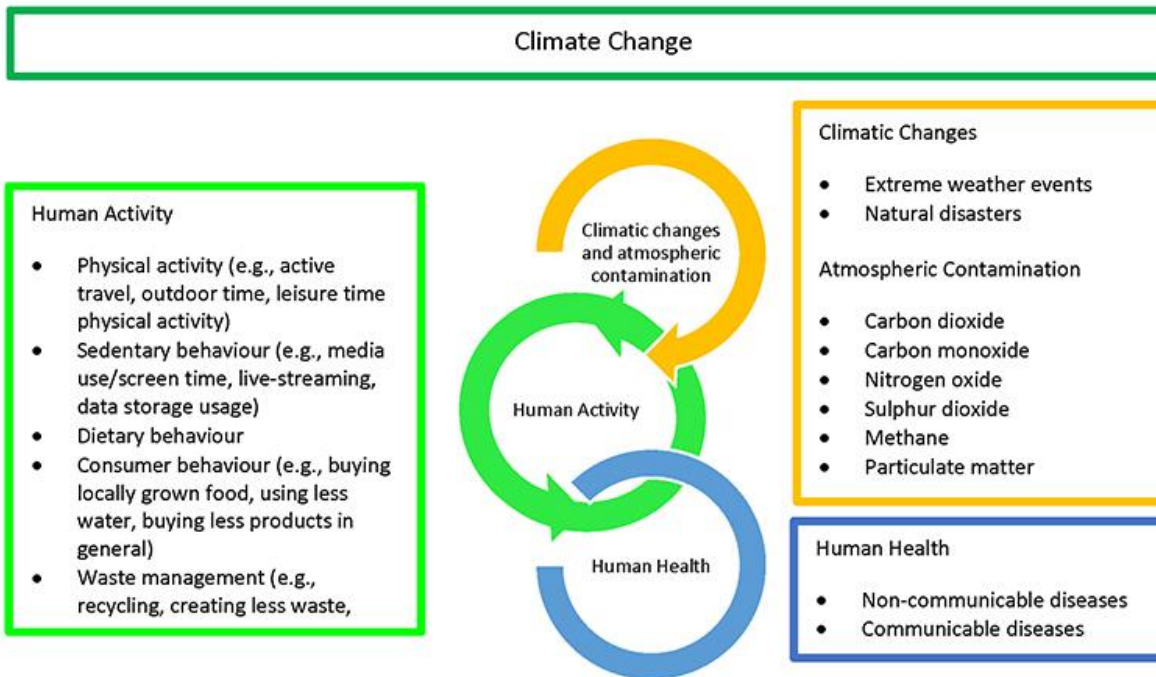 Climate Change
Human Activity
• Physical activity (e.g., active
travel, outdoor time, leisure time
physical activity)
• Sedentary behaviour (e.g., media
use/screen time, live-streaming,
data storage usage)
• Dietary behaviour
• Consumer behaviour (e.g., buying
locally grown food, using less
water, buying less products in
general)
• Waste management (e.g.,
recycling, creating less waste,
Climatic changes
and atmospheric
contamination
Human Activity
Human Health
Climatic Changes
• Extreme weather events
• Natural disasters
Atmospheric Contamination
• Carbon dioxide
• Carbon monoxide
• Nitrogen oxide
• Sulphur dioxide
• Methane
• Particulate matter
Human Health
• Non-communicable diseases
• Communicable diseases